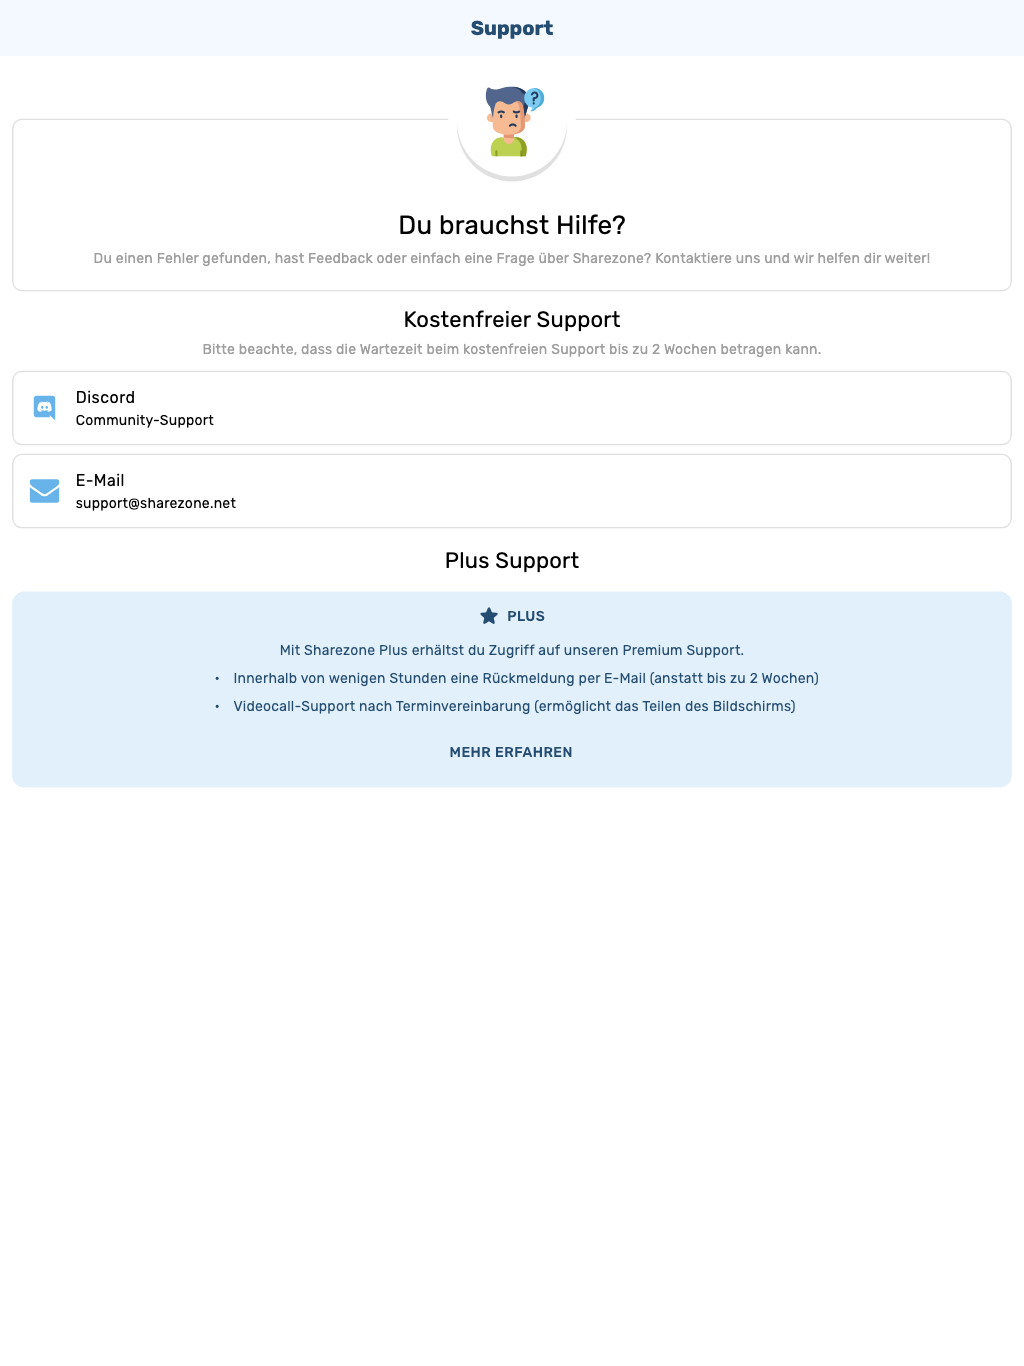 Support
?
Du brauchst Hilfe?
Du einen Fehler gefunden, hast Feedback oder einfach eine Frage über Sharezone? Kontaktiere uns und wir helfen dir weiter!
Kostenfreier Support
Bitte beachte, dass die Wartezeit beim kostenfreien Support bis zu 2 Wochen betragen kann.
Discord
Community-Support
E-Mail
support@sharezone.net
Plus Support
PLUS
Mit Sharezone Plus erhältst du Zugriff auf unseren Premium Support.
• Innerhalb von wenigen Stunden eine Rückmeldung per E-Mail (anstatt bis zu 2 Wochen)
• Videocall-Support nach Terminvereinbarung (ermöglicht das Teilen des Bildschirms)
MEHR ERFAHREN